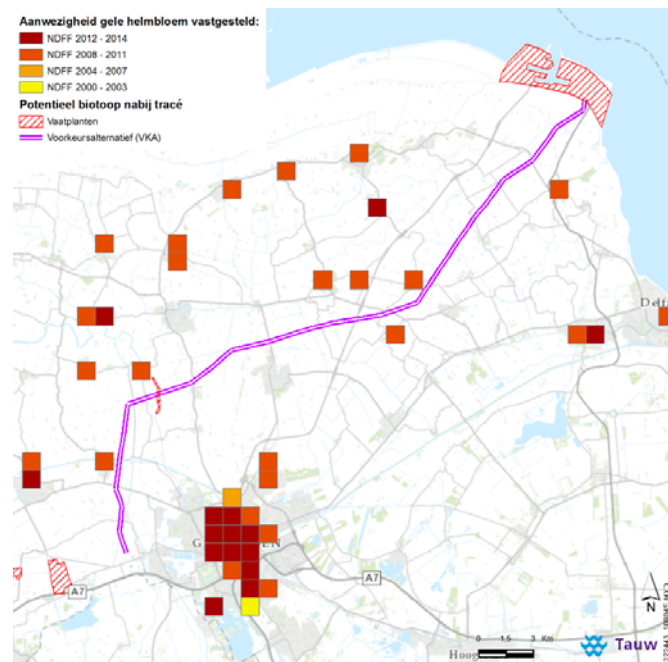 Aanwezigheid gele helmbloem vastgesteld:
NDFF 2012 - 2014
NDFF 2008 - 2011
NDFF 2004 - 2007
NDFF 2000 - 2003
Potentieel biotoop nabij tracé
Vaatplanten
Voorkeursalternatief (VKA)
A7
A7
N
0 1.5 3 Km
Tauw